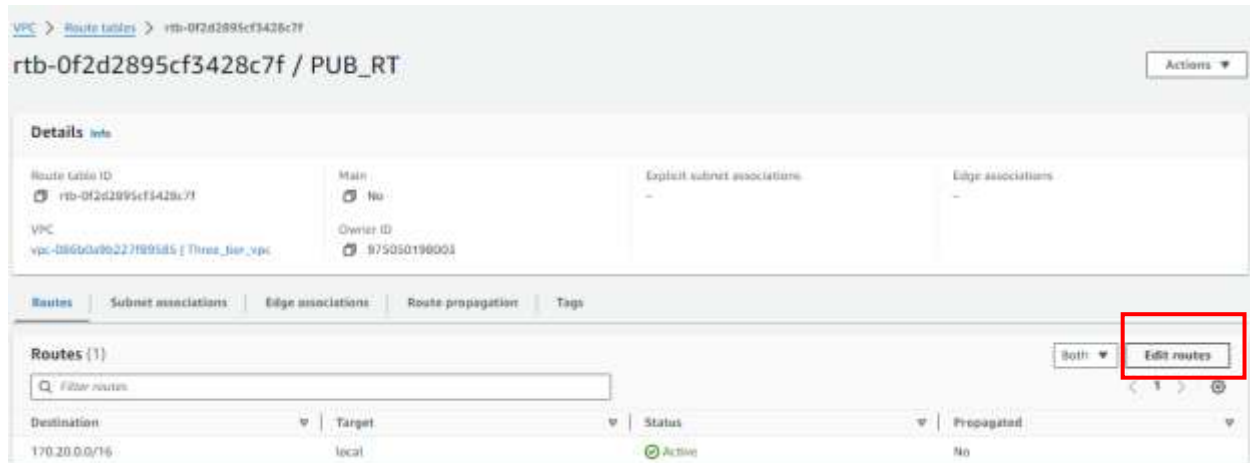 VPC > Route tables > rtb-0f2d2895cf3428c7f
rtb-0f2d2895cf3428c7f / PUB_RT
Actions
Details Info
Route table ID
rtb-0f2d2895cf3428c7f
Main
No
Explicit subnet associations
–
Edge associations
–
VPC
Three_tier_vpc
Owner ID
Routes | Subnet associations | Edge associations | Route propagation | Tags
Routes (1)
Both
Edit routes
Filter routes
< 1 >
Destination | Target | Status | Propagated
170.20.0.0/16 local Active No